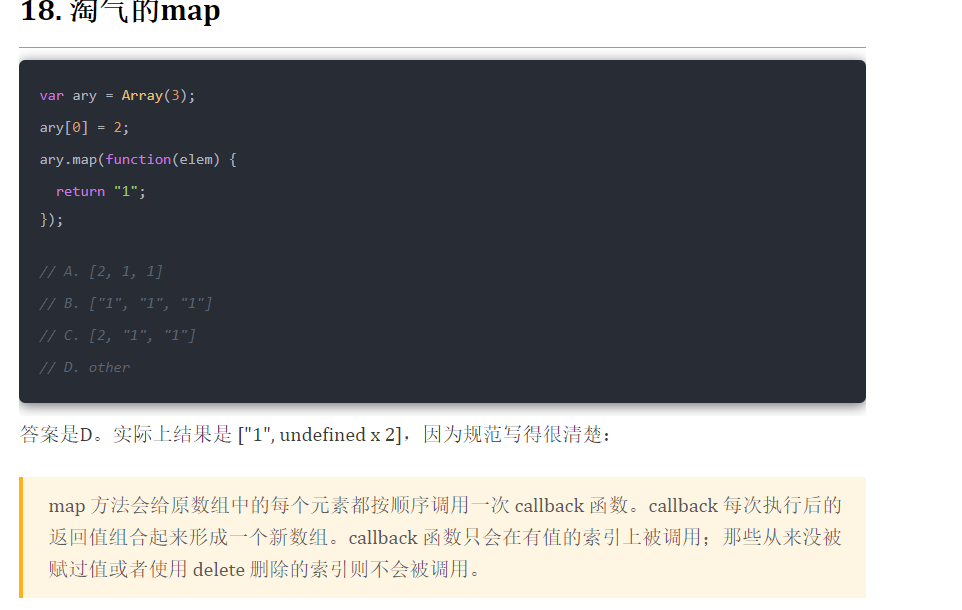 18. 淘气的map
var ary = Array(3);
ary[0] = 2;
ary.map(function(elem) {
  return "1";
});
// A. [2, 1, 1]
// B. ["1", "1", "1"]
// C. [2, "1", "1"]
// D. other
答案是D。实际上结果是 ["1", undefined x 2]，因为规范写得很清楚：
map 方法会给原数组中的每个元素都按顺序调用一次 callback 函数。callback 每次执行后的
返回值组合起来形成一个新数组。callback 函数只会在有值的索引上被调用；那些从来没被
赋过值或者使用 delete 删除的索引则不会被调用。